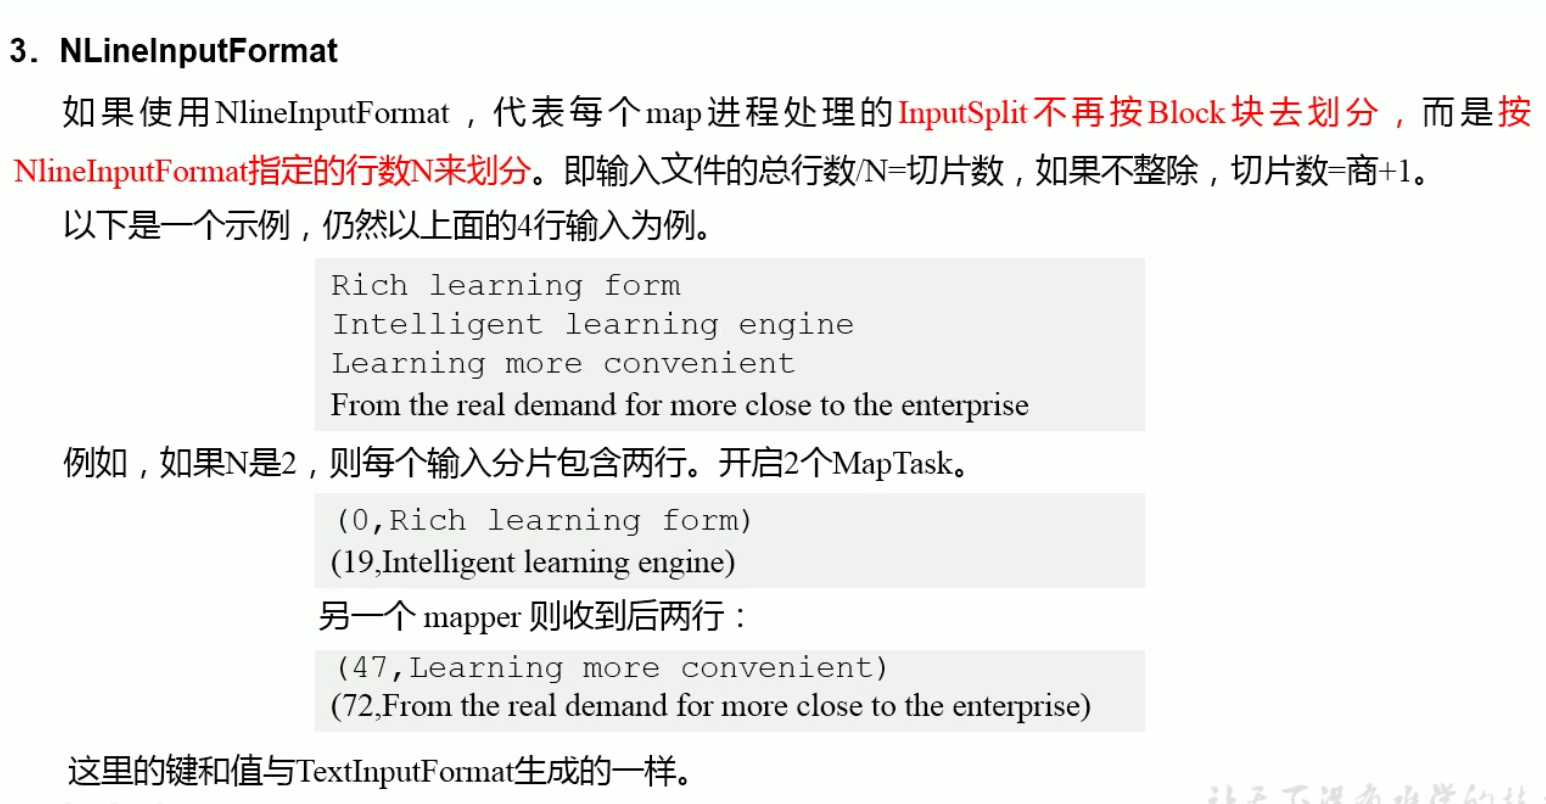 3．NLineInputFormat
如果使用NlineInputFormat，代表每个map进程处理的InputSplit不再按Block块去划分，而是按
NlineInputFormat指定的行数N来划分。即输入文件的总行数/N=切片数，如果不整除，切片数=商+1。
以下是一个示例，仍然以上面的4行输入为例。
Rich learning form
Intelligent learning engine
Learning more convenient
From the real demand for more close to the enterprise
例如，如果N是2，则每个输入分片包含两行。开启2个MapTask。
(0,Rich learning form)
(19,Intelligent learning engine)
另一个 mapper 则收到后两行：
(47,Learning more convenient)
(72,From the real demand for more close to the enterprise)
这里的键和值与TextInputFormat生成的一样。